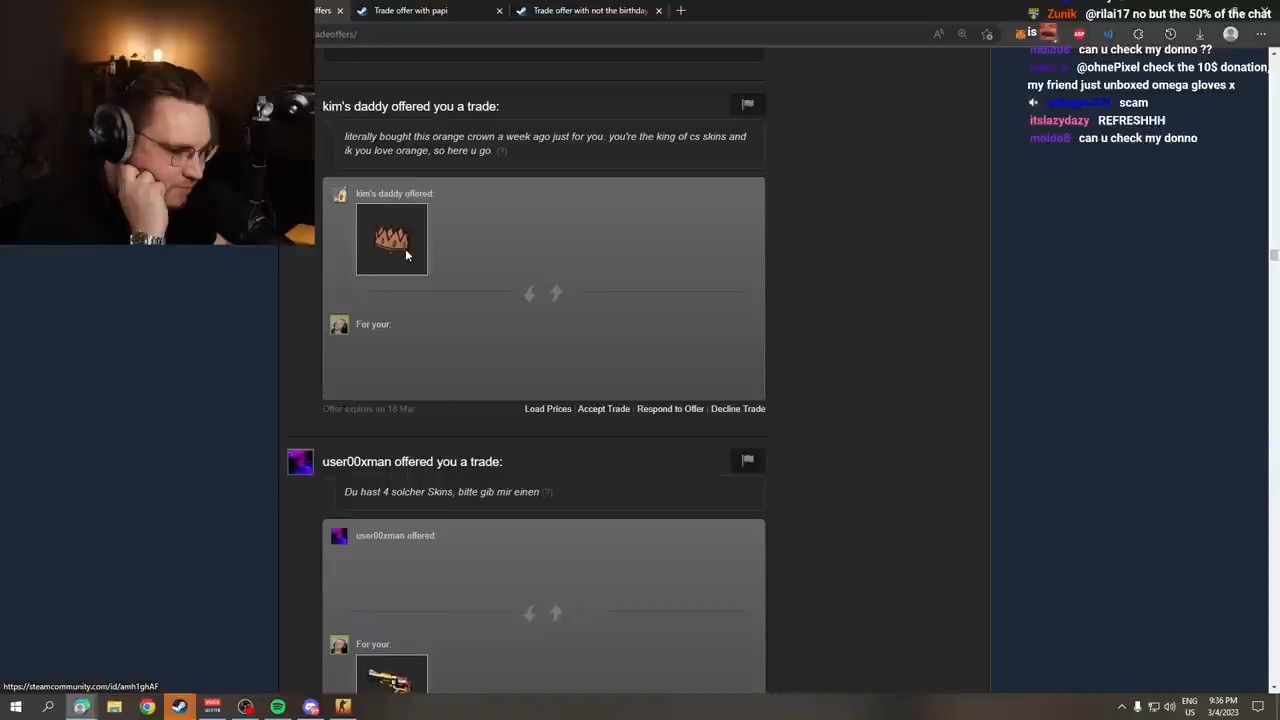 ffers
Trade offer with papi
Trade offer with not the birthday
Zunik @rilai17 no but the 50% of the chat
is
adeoffers/
can u check my donno ??
@ohnePixel check the 10$ donation,
my friend just unboxed omega gloves x
scam
itslazydazy REFRESHHH
moldo8 can u check my donno
kim's daddy offered you a trade:
literally bought this orange crown a week ago just for you. you're the king of cs skins and
ik you love orange, so here u go. (?)
kim's daddy offered:
For your:
Offer expires on 18 Mar
Load Prices | Accept Trade | Respond to Offer | Decline Trade
user00xman offered you a trade:
Du hast 4 solcher Skins, bitte gib mir einen (?)
user00xman offered:
For your:
https://steamcommunity.com/id/amh1ghAF
ENG
US
9:36 PM
3/4/2023